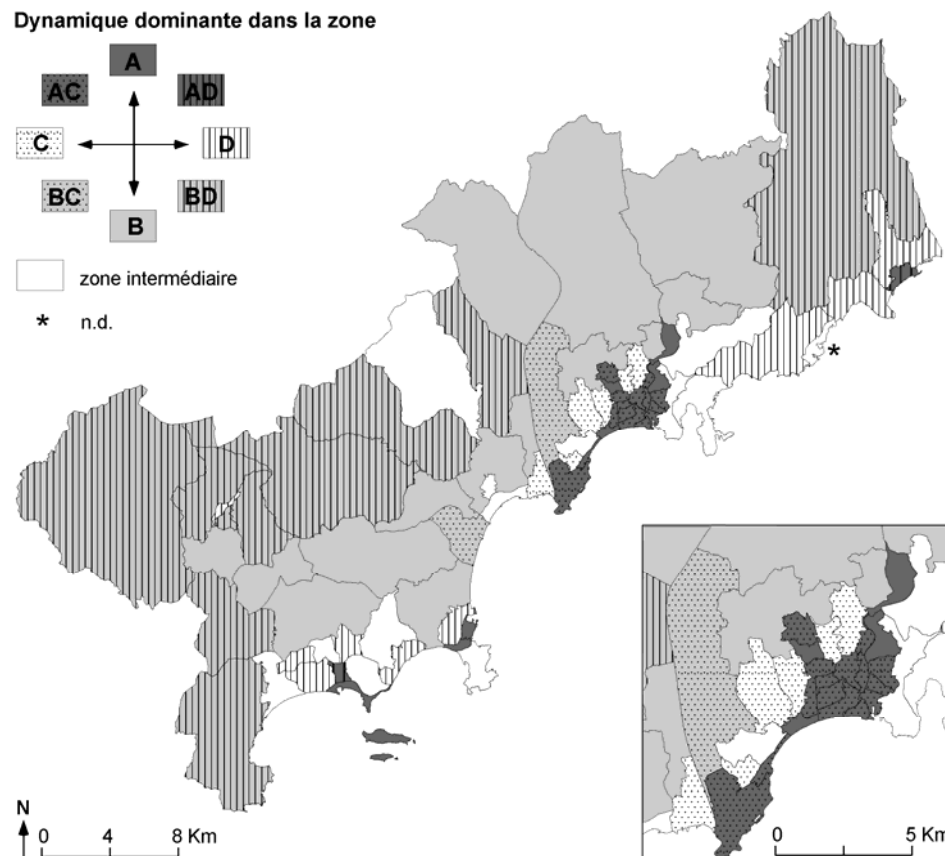 Dynamique dominante dans la zone
A
AC
AD
C
D
BC
BD
B
zone intermédiaire
* n.d.
*
N
0 4 8 Km
0 5 Km